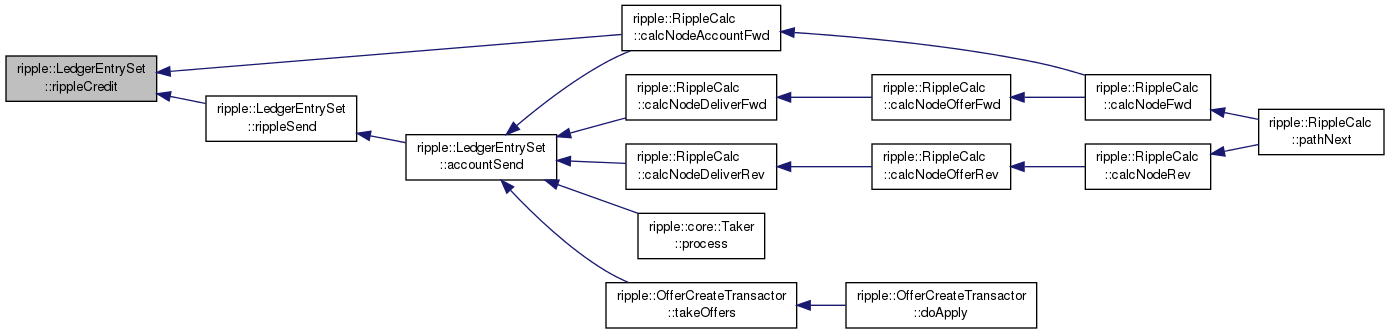 ripple::LedgerEntrySet
::rippleCredit
ripple::LedgerEntrySet
::rippleSend
ripple::LedgerEntrySet
::accountSend
ripple::RippleCalc
::calcNodeAccountFwd
ripple::RippleCalc
::calcNodeDeliverFwd
ripple::RippleCalc
::calcNodeOfferFwd
ripple::RippleCalc
::calcNodeFwd
ripple::RippleCalc
::pathNext
ripple::RippleCalc
::calcNodeDeliverRev
ripple::RippleCalc
::calcNodeOfferRev
ripple::RippleCalc
::calcNodeRev
ripple::core::Taker
::process
ripple::OfferCreateTransactor
::takeOffers
ripple::OfferCreateTransactor
::doApply